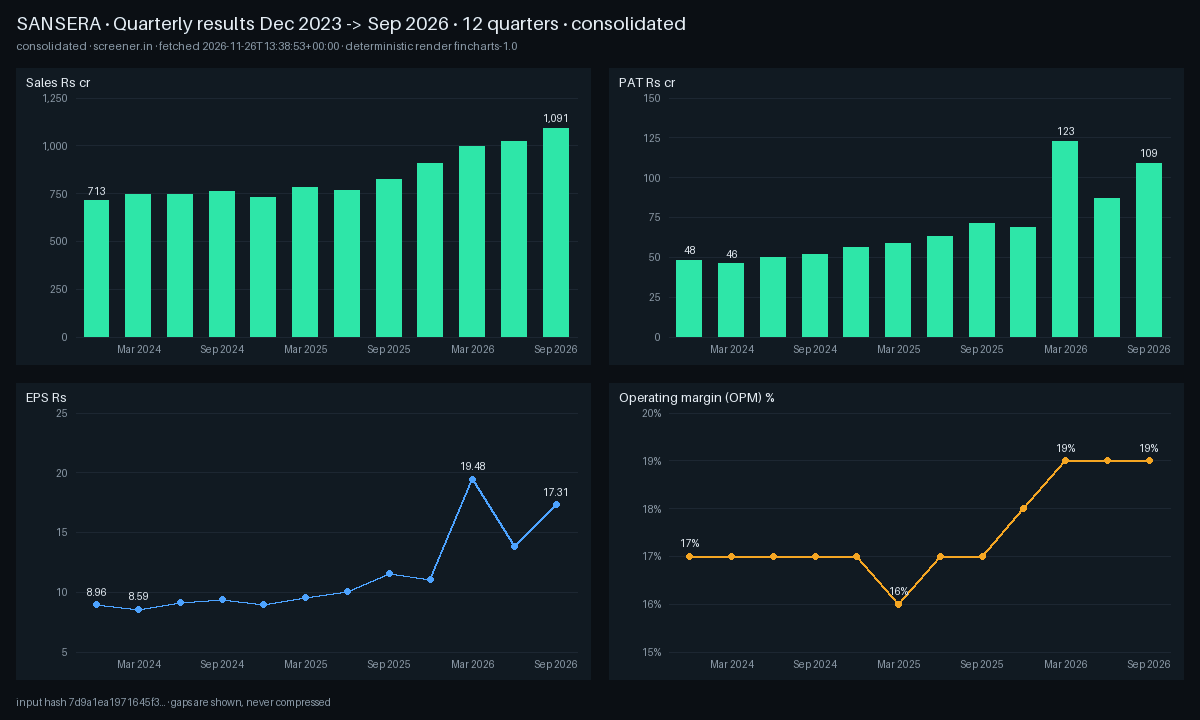 SANSERA · Quarterly results Dec 2023 -> Sep 2026 · 12 quarters · consolidated
consolidated · screener.in · fetched 2026-11-26T13:38:53+00:00 · deterministic render fincharts-1.0
Sales Rs cr
1,250
1,000
750
500
250
0
713
1,091
Mar 2024
Sep 2024
Mar 2025
Sep 2025
Mar 2026
Sep 2026
PAT Rs cr
150
125
100
75
50
25
0
48
46
123
109
Mar 2024
Sep 2024
Mar 2025
Sep 2025
Mar 2026
Sep 2026
EPS Rs
25
20
15
10
5
8.96
8.59
19.48
17.31
Mar 2024
Sep 2024
Mar 2025
Sep 2025
Mar 2026
Sep 2026
Operating margin (OPM) %
20%
19%
18%
17%
16%
15%
17%
16%
19%
19%
Mar 2024
Sep 2024
Mar 2025
Sep 2025
Mar 2026
Sep 2026
input hash 7d9a1ea1971645f3… · gaps are shown, never compressed